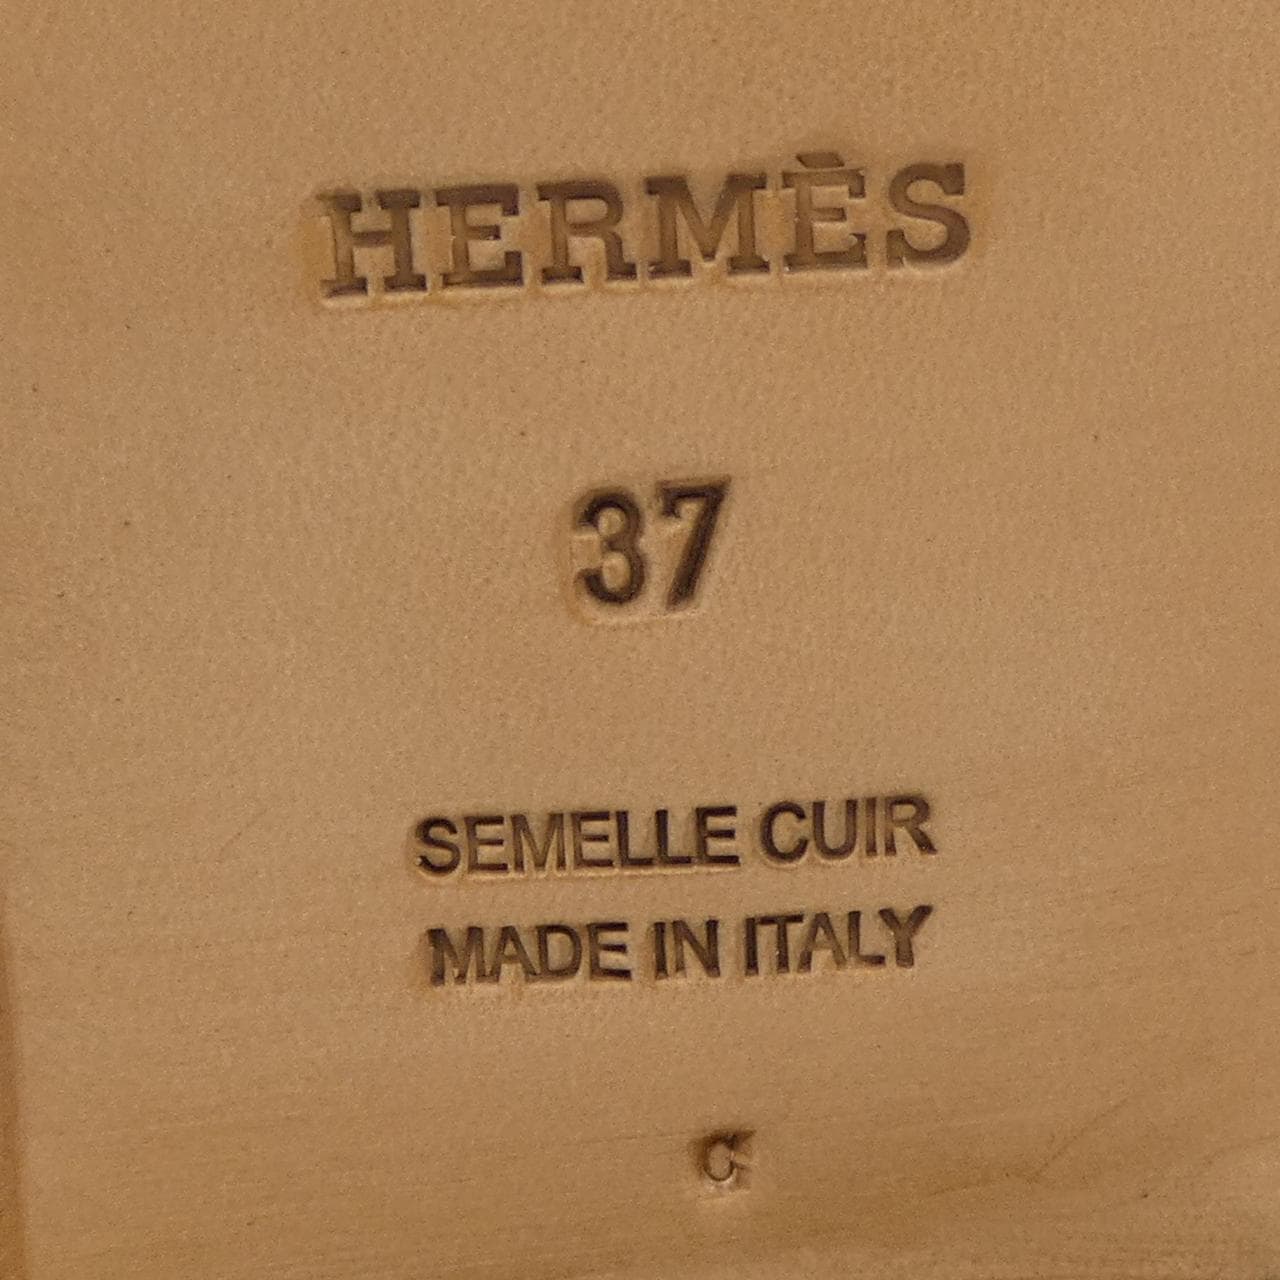 HERMÈS
37
SEMELLE CUIR
MADE IN ITALY
C